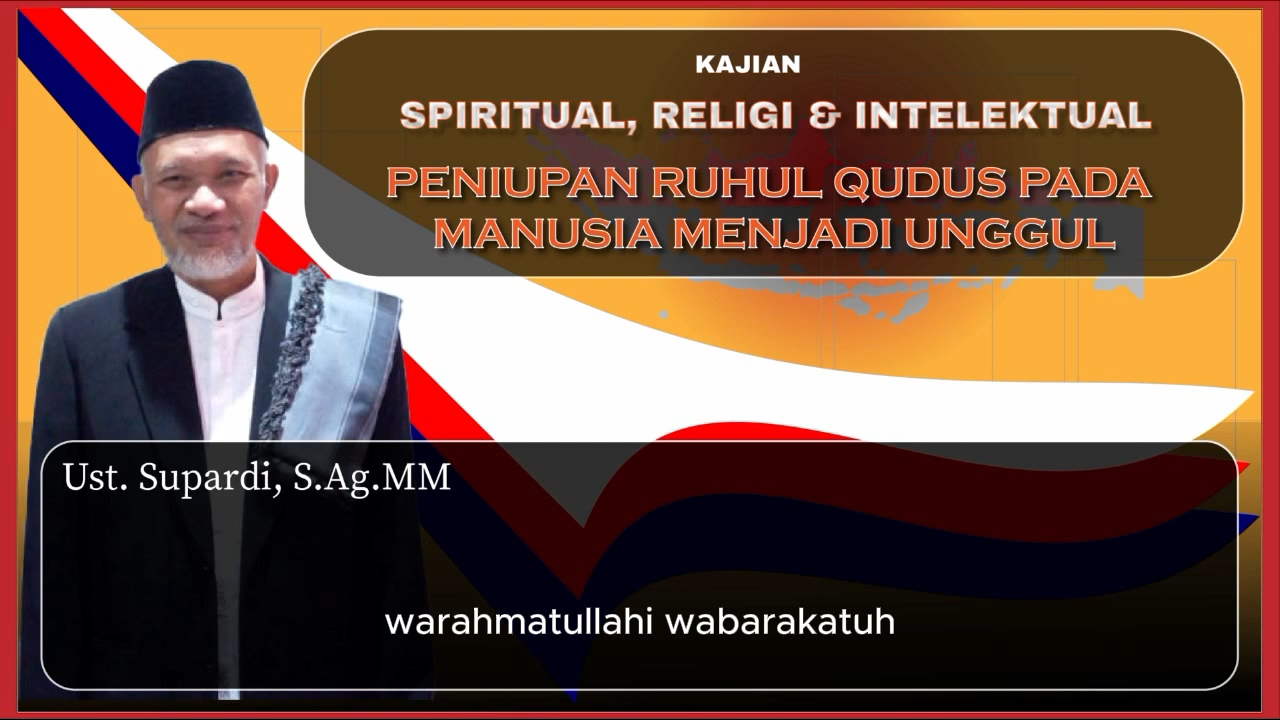 KAJIAN
SPIRITUAL, RELIGI & INTELEKTUAL
PENIUPAN RUHUL QUDUS PADA
MANUSIA MENJADI UNGGUL
Ust. Supardi, S.Ag.MM
warahmatullahi wabarakatuh